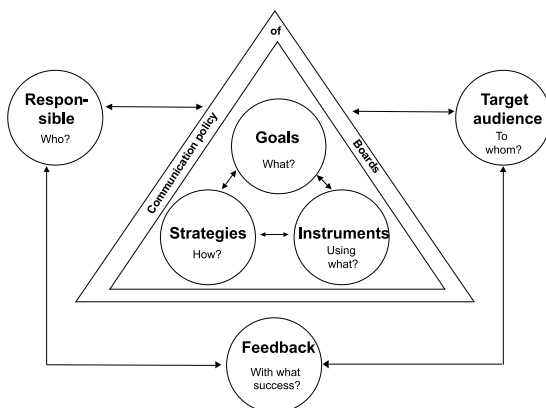 of
Communication policy
Boards
Respon-
sible
Who?
Target
audience
To
whom?
Goals
What?
Strategies
How?
Instruments
Using
what?
Feedback
With what
success?